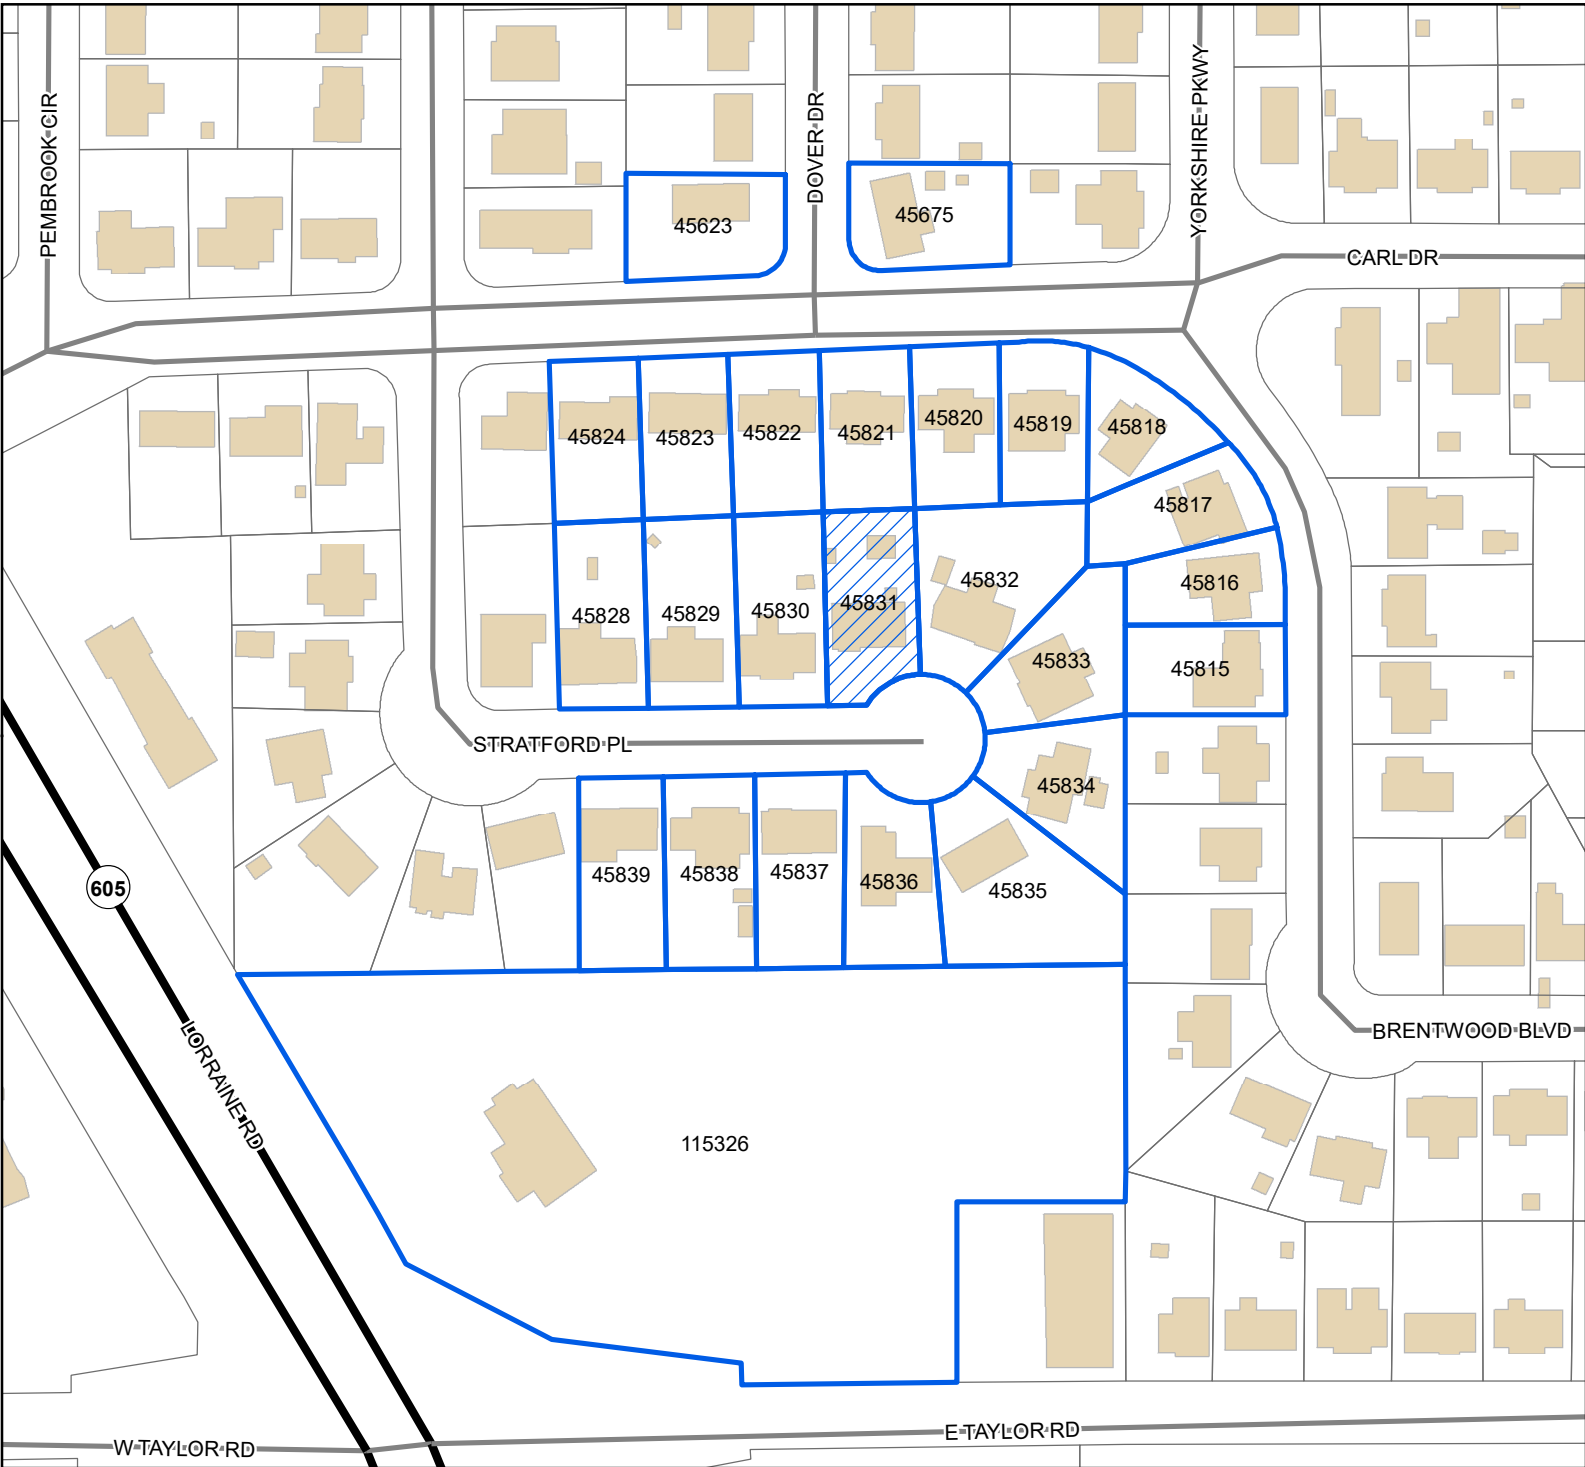 PEMBROOK CIR
DOVER DR
YORKSHIRE PKWY
45623
45675
CARL DR
45824
45823
45822
45821
45820
45819
45818
45817
45816
45815
45828
45829
45830
45831
45832
45833
STRATFORD PL
45834
45839
45838
45837
45836
45835
605
LORRAINE RD
BRENTWOOD BLVD
115326
W TAYLOR RD
E TAYLOR RD